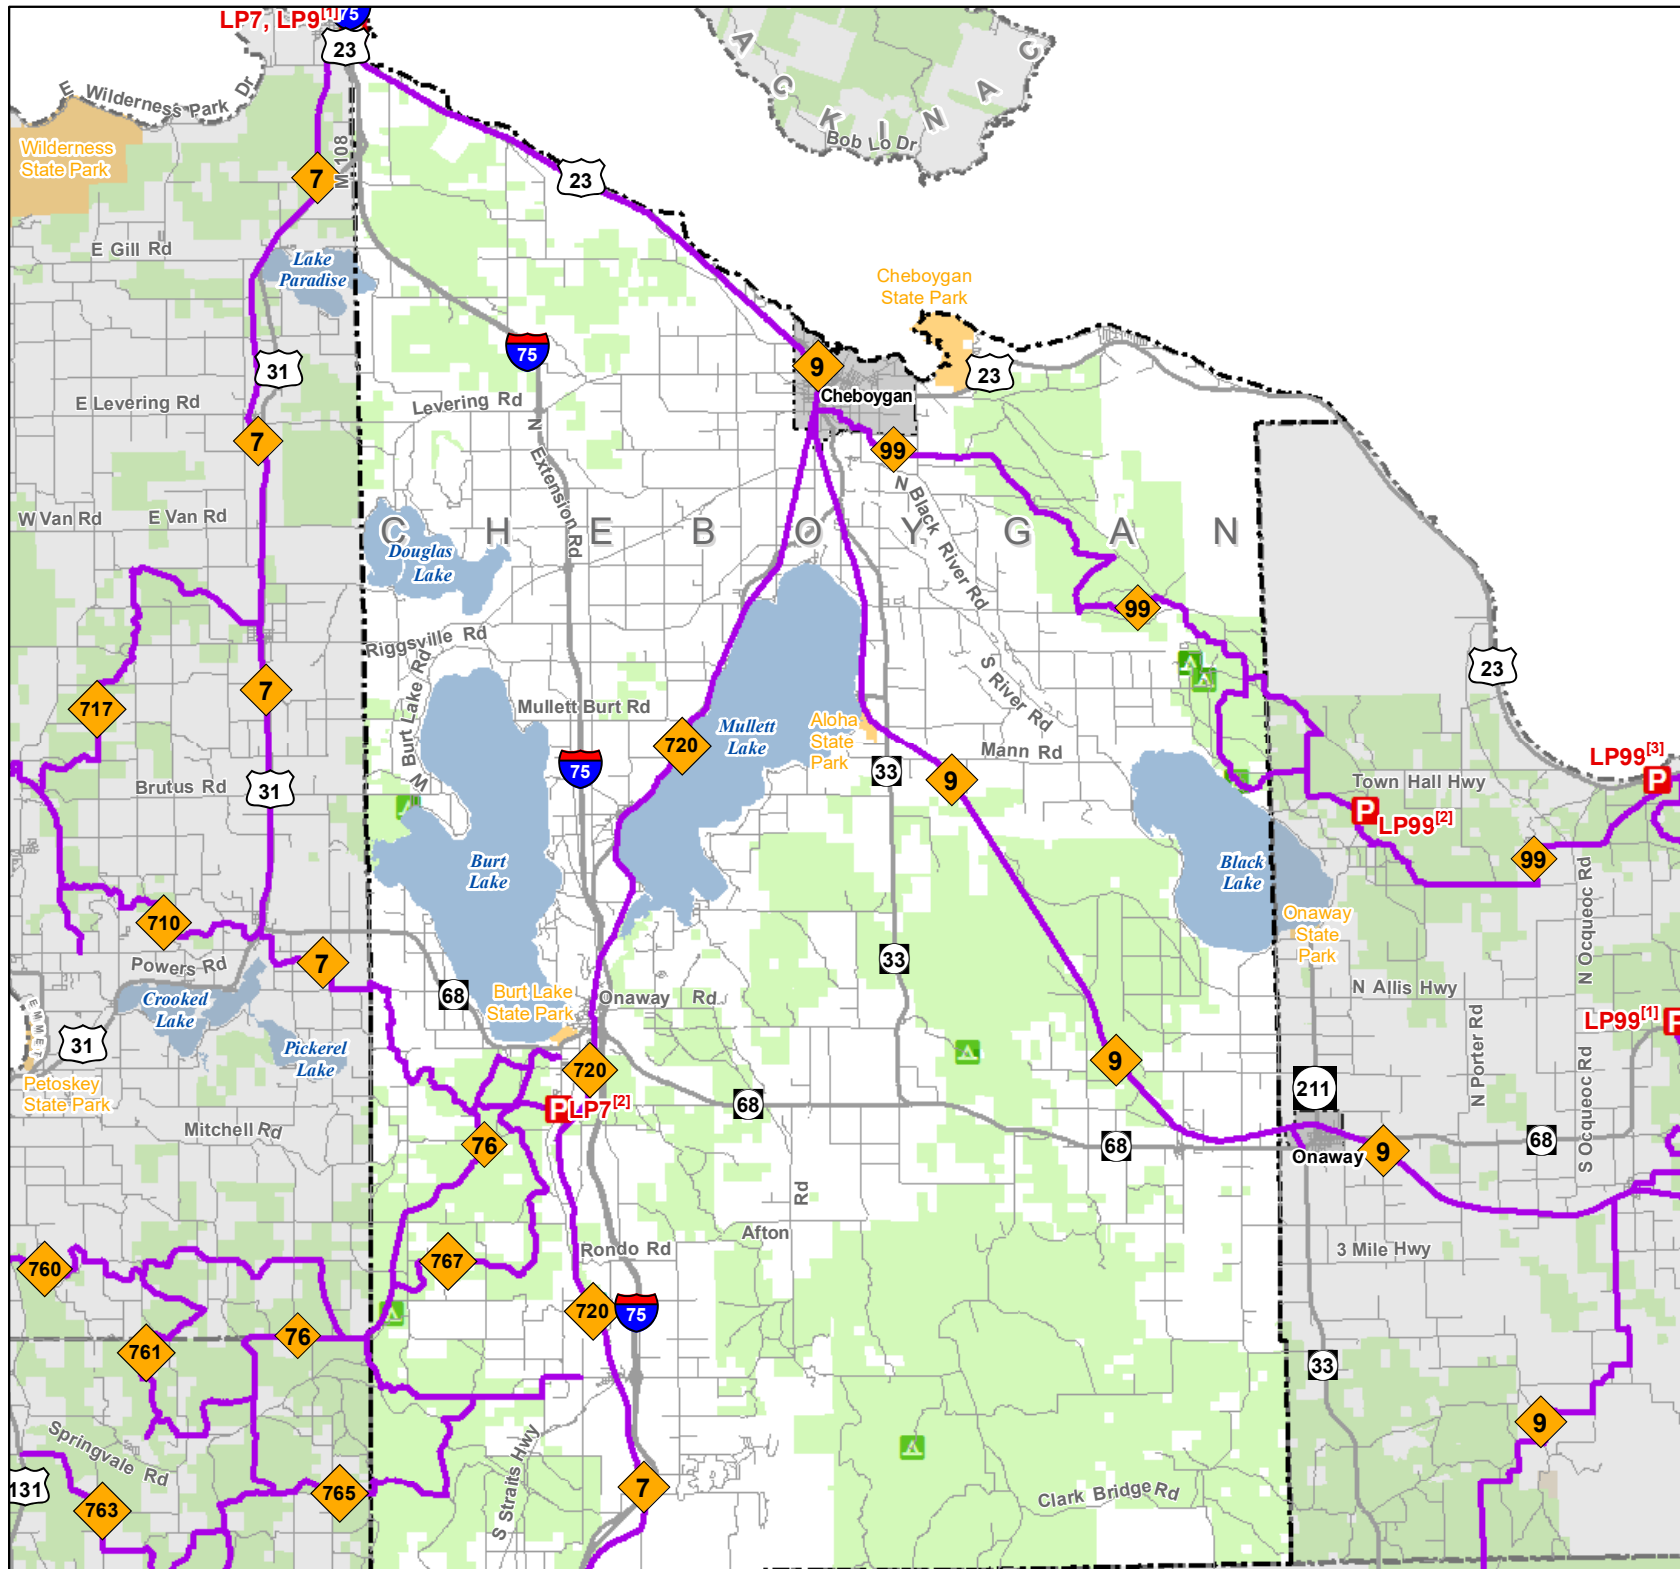 LP7, LP9[1]
75
23
A C K I N A C
Bob Lo Dr
E Wilderness Park Dr
Wilderness
State Park
7
M 108
23
E Gill Rd
Lake
Paradise
Cheboygan
State Park
75
31
9
23
E Levering Rd
Levering Rd
Cheboygan
7
99
N Extension Rd
N Black River Rd
W Van Rd
E Van Rd
C H E B O Y G A N
Douglas
Lake
99
Riggsville Rd
W Burt Lake Rd
23
717
7
Mullett Burt Rd
S River Rd
720
Mullett
Lake
Aloha
State
Park
Mann Rd
75
33
9
LP99[3]
Brutus Rd
31
Town Hall Hwy
LP99[2]
P
P
Burt
Lake
Black
Lake
99
N Ocqueoc Rd
710
Onaway
State
Park
Powers Rd
7
33
68
Burt Lake
State Park
Onaway Rd
N Allis Hwy
Crooked
Lake
EMMET
31
LP99[1]
P
Pickerel
Lake
N Porter Rd
720
Petoskey
State Park
211
68
P
LP7[2]
Mitchell Rd
76
68
68
Onaway
9
S Ocqueoc Rd
Rd
Afton
Rondo Rd
3 Mile Hwy
760
767
720
75
76
761
33
9
Springvale Rd
S Straits Hwy
131
763
765
7
Clark Bridge Rd